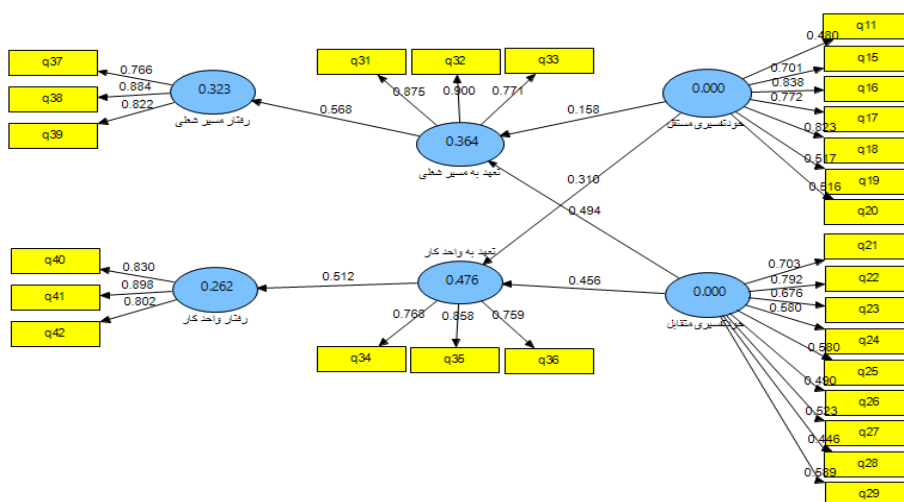 q11
0.480
q15
0.701
q16
0.838
q17
0.772
q18
0.823
q19
0.517
q20
0.516
0.000
خودتفسیری مستقل
q31
q32
q33
0.875
0.900
0.771
0.158
0.364
تعهد به مسیر شغلی
0.568
q37
0.766
q38
0.884
q39
0.822
0.323
رفتار مسیر شغلی
0.310
0.494
q40
0.830
q41
0.898
q42
0.802
0.262
رفتار واحد کار
0.512
تعهد به واحد کار
0.476
0.768
0.858
0.759
q34
q35
q36
0.456
0.000
خودتفسیری متقابل
q21
0.703
q22
0.792
q23
0.676
q24
0.580
q25
0.580
q26
0.490
q27
0.523
q28
0.446
q29
0.589